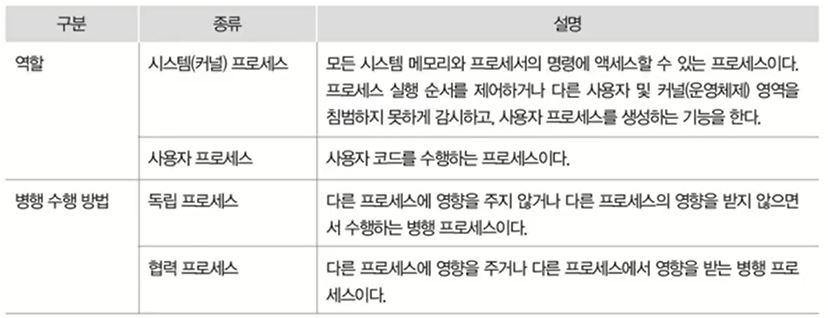 구분 종류 설명
역할 시스템(커널) 프로세스 모든 시스템 메모리와 프로세서의 명령에 액세스할 수 있는 프로세스이다.
프로세스 실행 순서를 제어하거나 다른 사용자 및 커널(운영체제) 영역을
침범하지 못하게 감시하고, 사용자 프로세스를 생성하는 기능을 한다.
사용자 프로세스 사용자 코드를 수행하는 프로세스이다.
병행 수행 방법 독립 프로세스 다른 프로세스에 영향을 주지 않거나 다른 프로세스의 영향을 받지 않으면
서 수행하는 병행 프로세스이다.
협력 프로세스 다른 프로세스에 영향을 주거나 다른 프로세스에서 영향을 받는 병행 프로
세스이다.